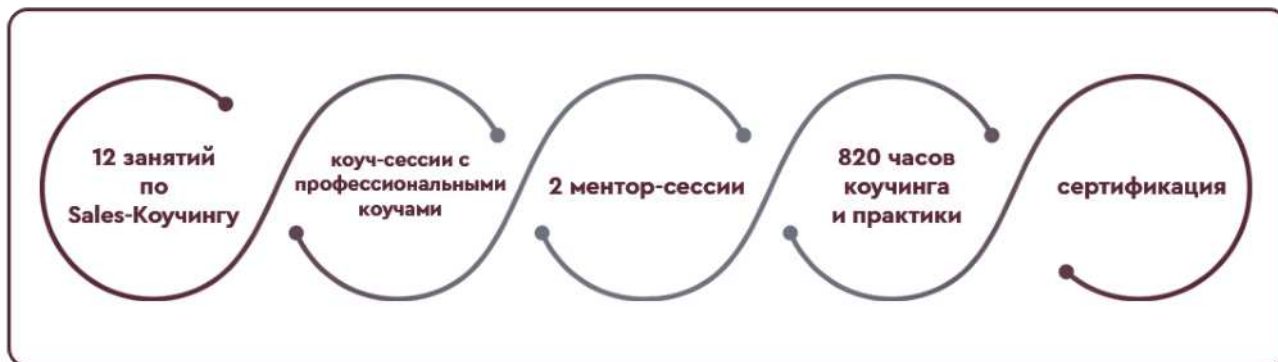 12 занятий
по
Sales-Коучингу
коуч-сессии с
профессиональными
коучами
2 ментор-сессии
820 часов
коучинга
и практики
сертификация